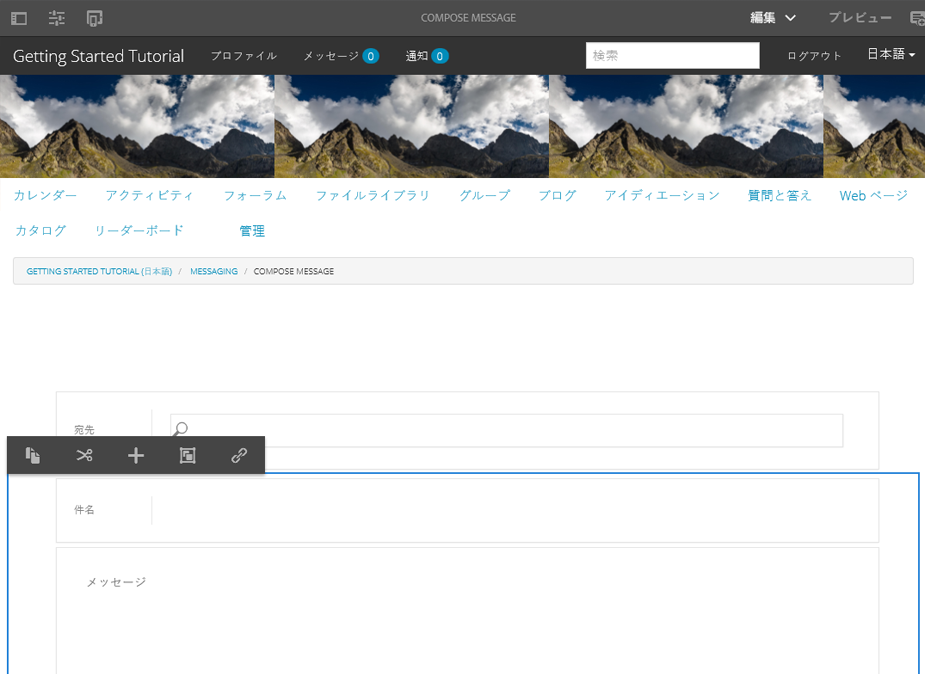 COMPOSE MESSAGE 編集 プレビュー
Getting Started Tutorial プロファイル メッセージ 0 通知 0 検索 ログアウト 日本語
カレンダー アクティビティ フォーラム ファイルライブラリ グループ ブログ アイディエーション 質問と答え Web ページ
カタログ リーダーボード 管理
GETTING STARTED TUTORIAL (日本語) / MESSAGING / COMPOSE MESSAGE
宛先
件名
メッセージ